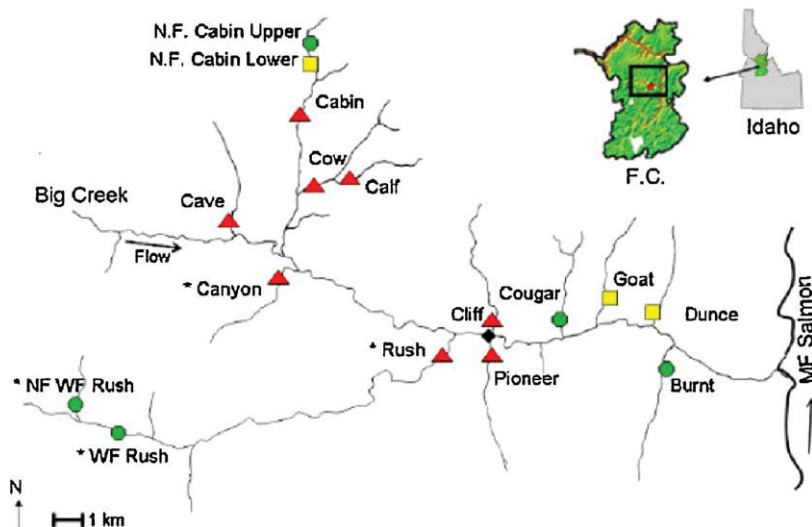 N.F. Cabin Upper
N.F. Cabin Lower
Cabin
Cow
Calf
Cave
Big Creek
Flow
* Canyon
F.C.
Idaho
Cliff
Cougar
Goat
Dunce
* Rush
Pioneer
Burnt
MF Salmon
* NF WF Rush
* WF Rush
N
1 km